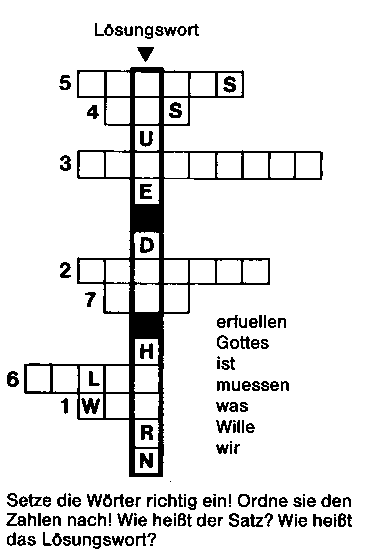 Lösungswort
5 S
4 S
U
3
E
D
2
7
H
6 L
1 W
R
N
erfuellen
Gottes
ist
muessen
was
Wille
wir
Setze die Wörter richtig ein! Ordne sie den
Zahlen nach! Wie heißt der Satz? Wie heißt
das Lösungswort?